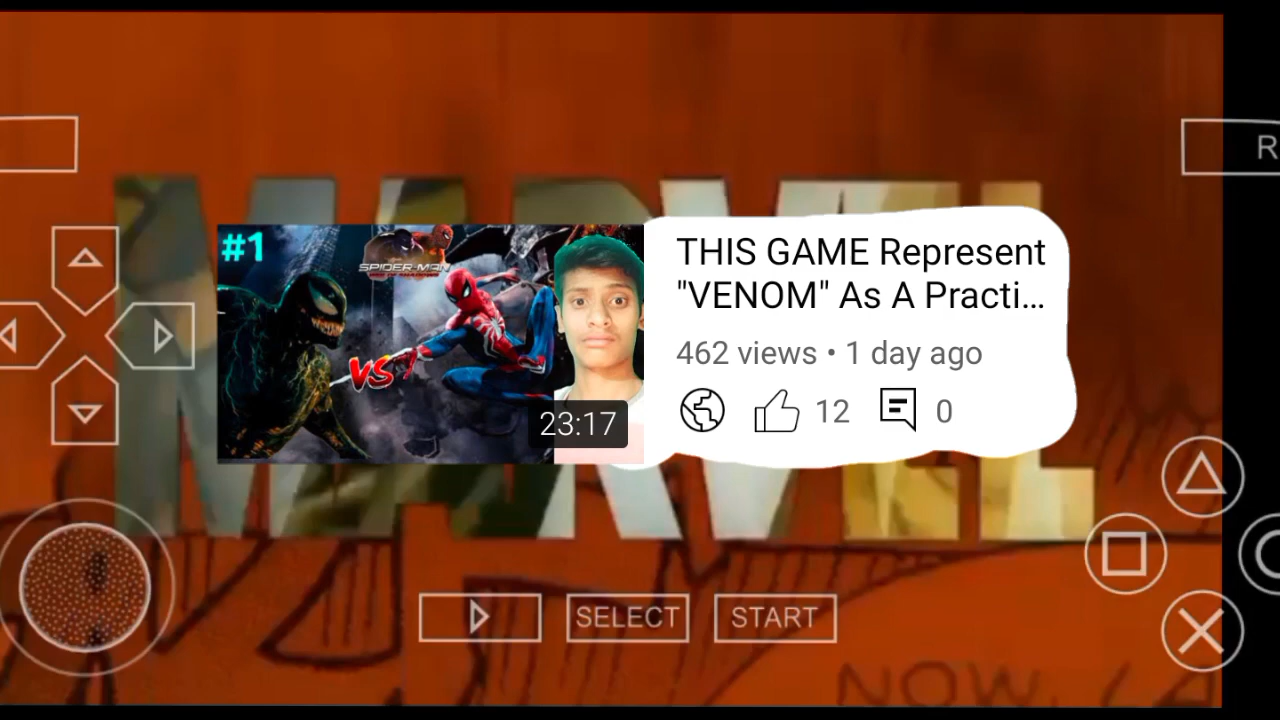 MARVEL
#1
SPIDER-MAN
VS
23:17
THIS GAME Represent
"VENOM" As A Practi...
462 views • 1 day ago
12
0
R
SELECT
START
NOW,